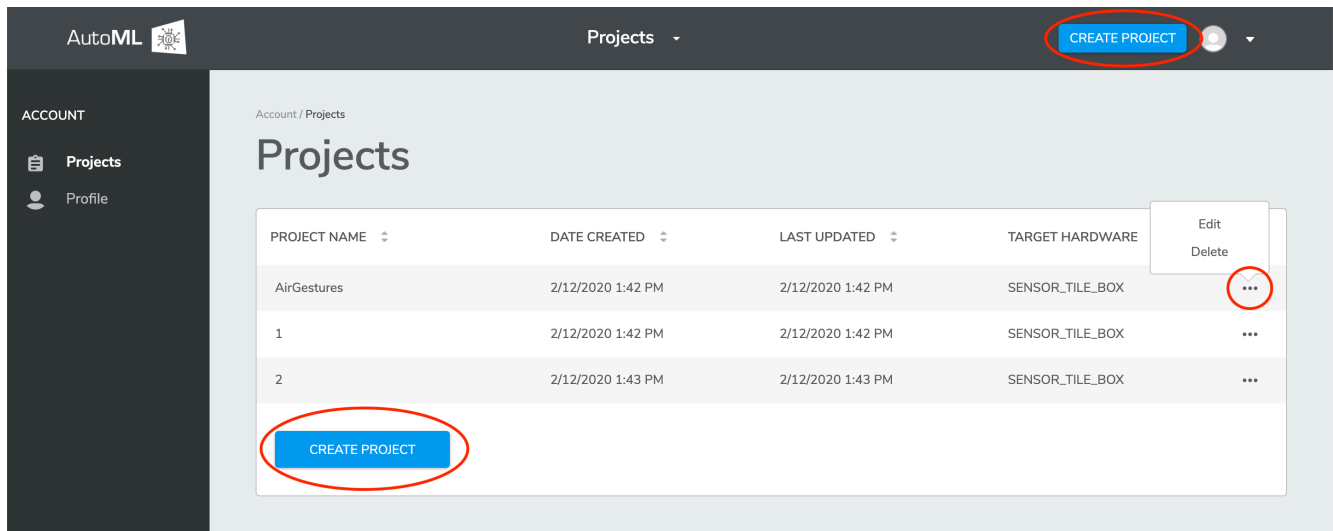 AutoML
Projects
CREATE PROJECT
ACCOUNT
Projects
Profile
Account / Projects
Projects
Edit
Delete
PROJECT NAME DATE CREATED LAST UPDATED TARGET HARDWARE
AirGestures 2/12/2020 1:42 PM 2/12/2020 1:42 PM SENSOR_TILE_BOX
1 2/12/2020 1:42 PM 2/12/2020 1:42 PM SENSOR_TILE_BOX
2 2/12/2020 1:43 PM 2/12/2020 1:43 PM SENSOR_TILE_BOX
CREATE PROJECT